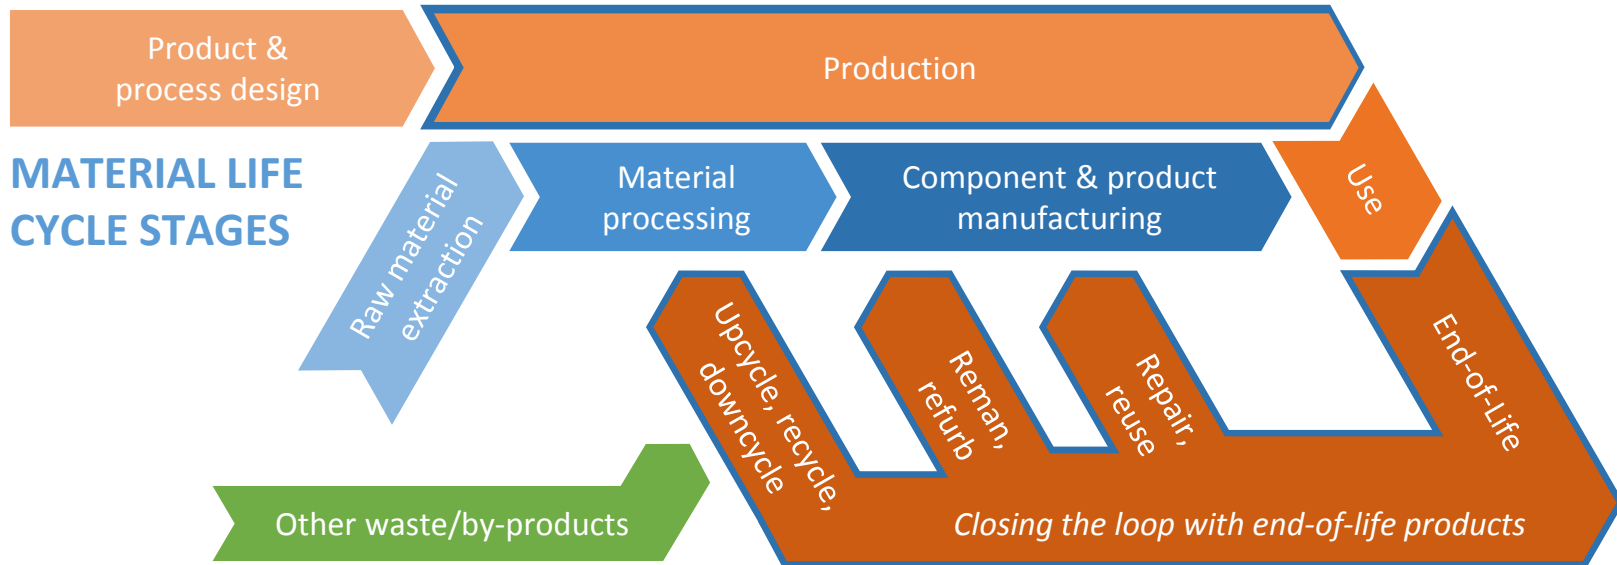 Product &
process design
Production
MATERIAL LIFE
CYCLE STAGES
Raw material
extraction
Material
processing
Component & product
manufacturing
Use
End-of-Life
Upcycle, recycle,
downcycle
Reman,
refurb
Repair,
reuse
Other waste/by-products
Closing the loop with end-of-life products